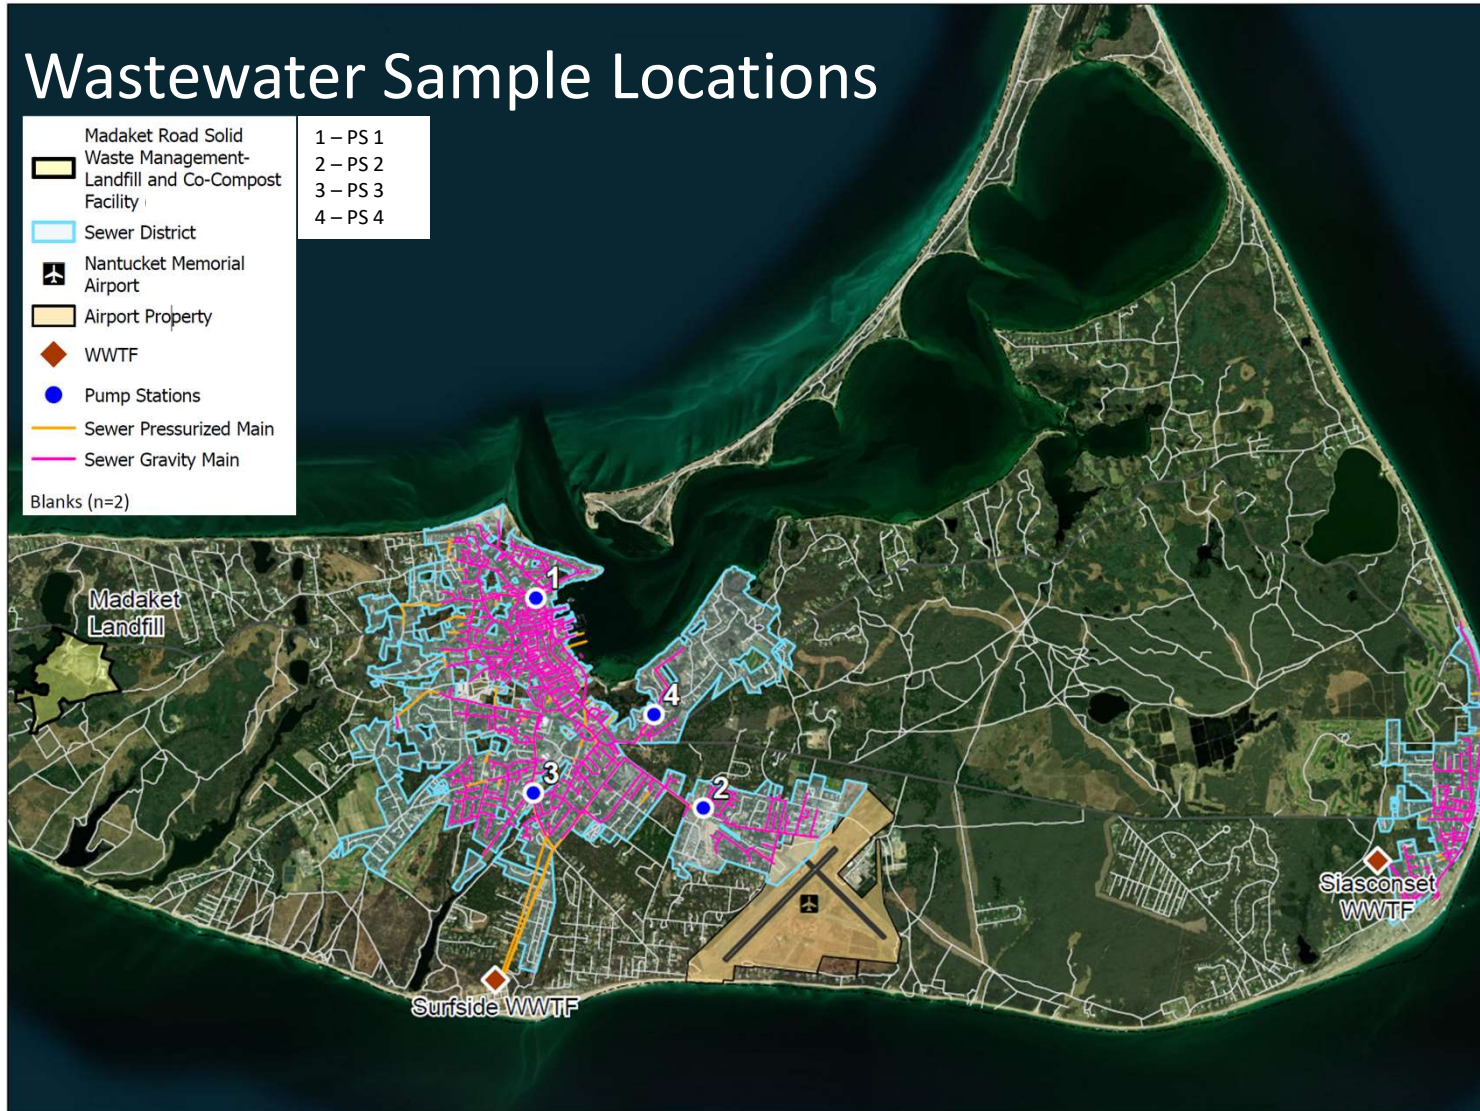 Wastewater Sample Locations
Madaket Road Solid
Waste Management-
Landfill and Co-Compost
Facility
Sewer District
Nantucket Memorial
Airport
Airport Property
WWTF
Pump Stations
Sewer Pressurized Main
Sewer Gravity Main
Blanks (n=2)
1 – PS 1
2 – PS 2
3 – PS 3
4 – PS 4
Madaket
Landfill
1
4
3
2
Siasconset
WWTF
Surfside WWTF